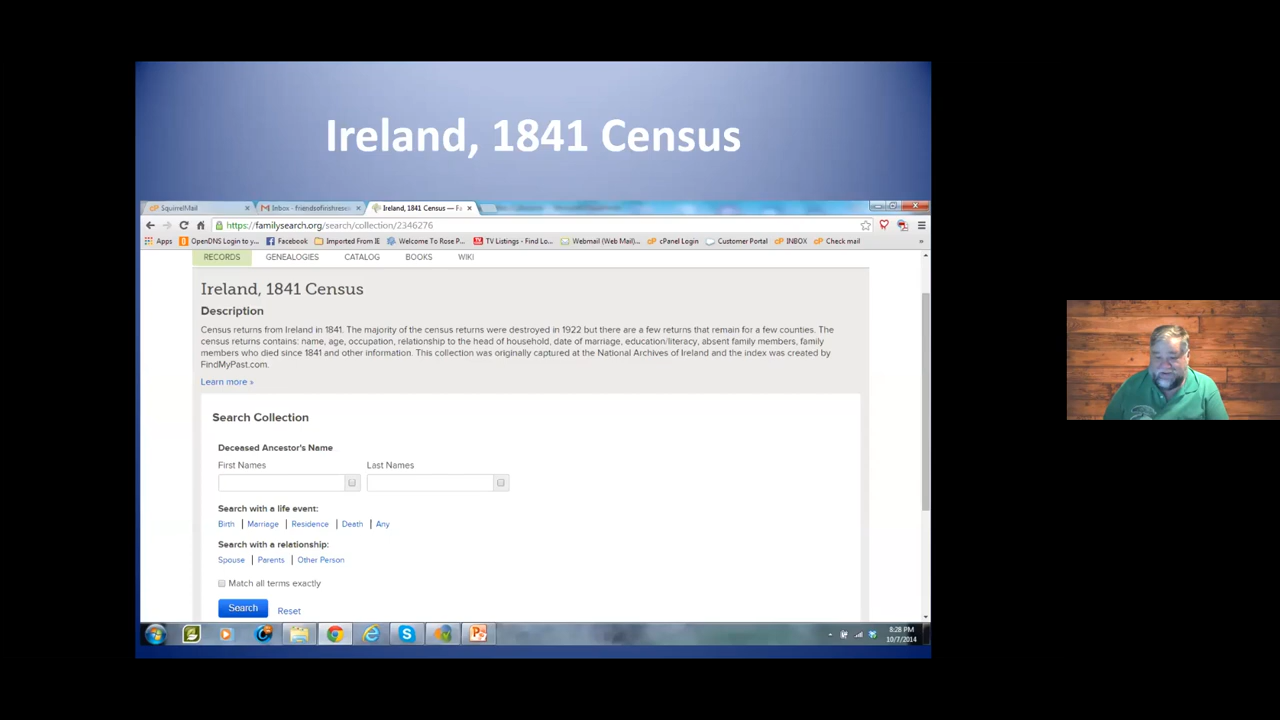 Ireland, 1841 Census
SquirrelMail
Inbox - friendsofirishresea
Ireland, 1841 Census — Fa
https://familysearch.org/search/collection/2346276
Apps OpenDNS Login to y... Facebook Imported From IE Welcome To Rose P... TV Listings - Find Lo... Webmail (Web Mail)... cPanel Login Customer Portal INBOX Check mail »
RECORDS GENEALOGIES CATALOG BOOKS WIKI
Ireland, 1841 Census
Description
Census returns from Ireland in 1841. The majority of the census returns were destroyed in 1922 but there are a few returns that remain for a few counties. The
census returns contains: name, age, occupation, relationship to the head of household, date of marriage, education/literacy, absent family members, family
members who died since 1841 and other information. This collection was originally captured at the National Archives of Ireland and the index was created by
FindMyPast.com.
Learn more »
Search Collection
Deceased Ancestor's Name
First Names Last Names
Search with a life event:
Birth | Marriage | Residence | Death | Any
Search with a relationship:
Spouse | Parents | Other Person
Match all terms exactly
Search Reset
8:28 PM
10/7/2014